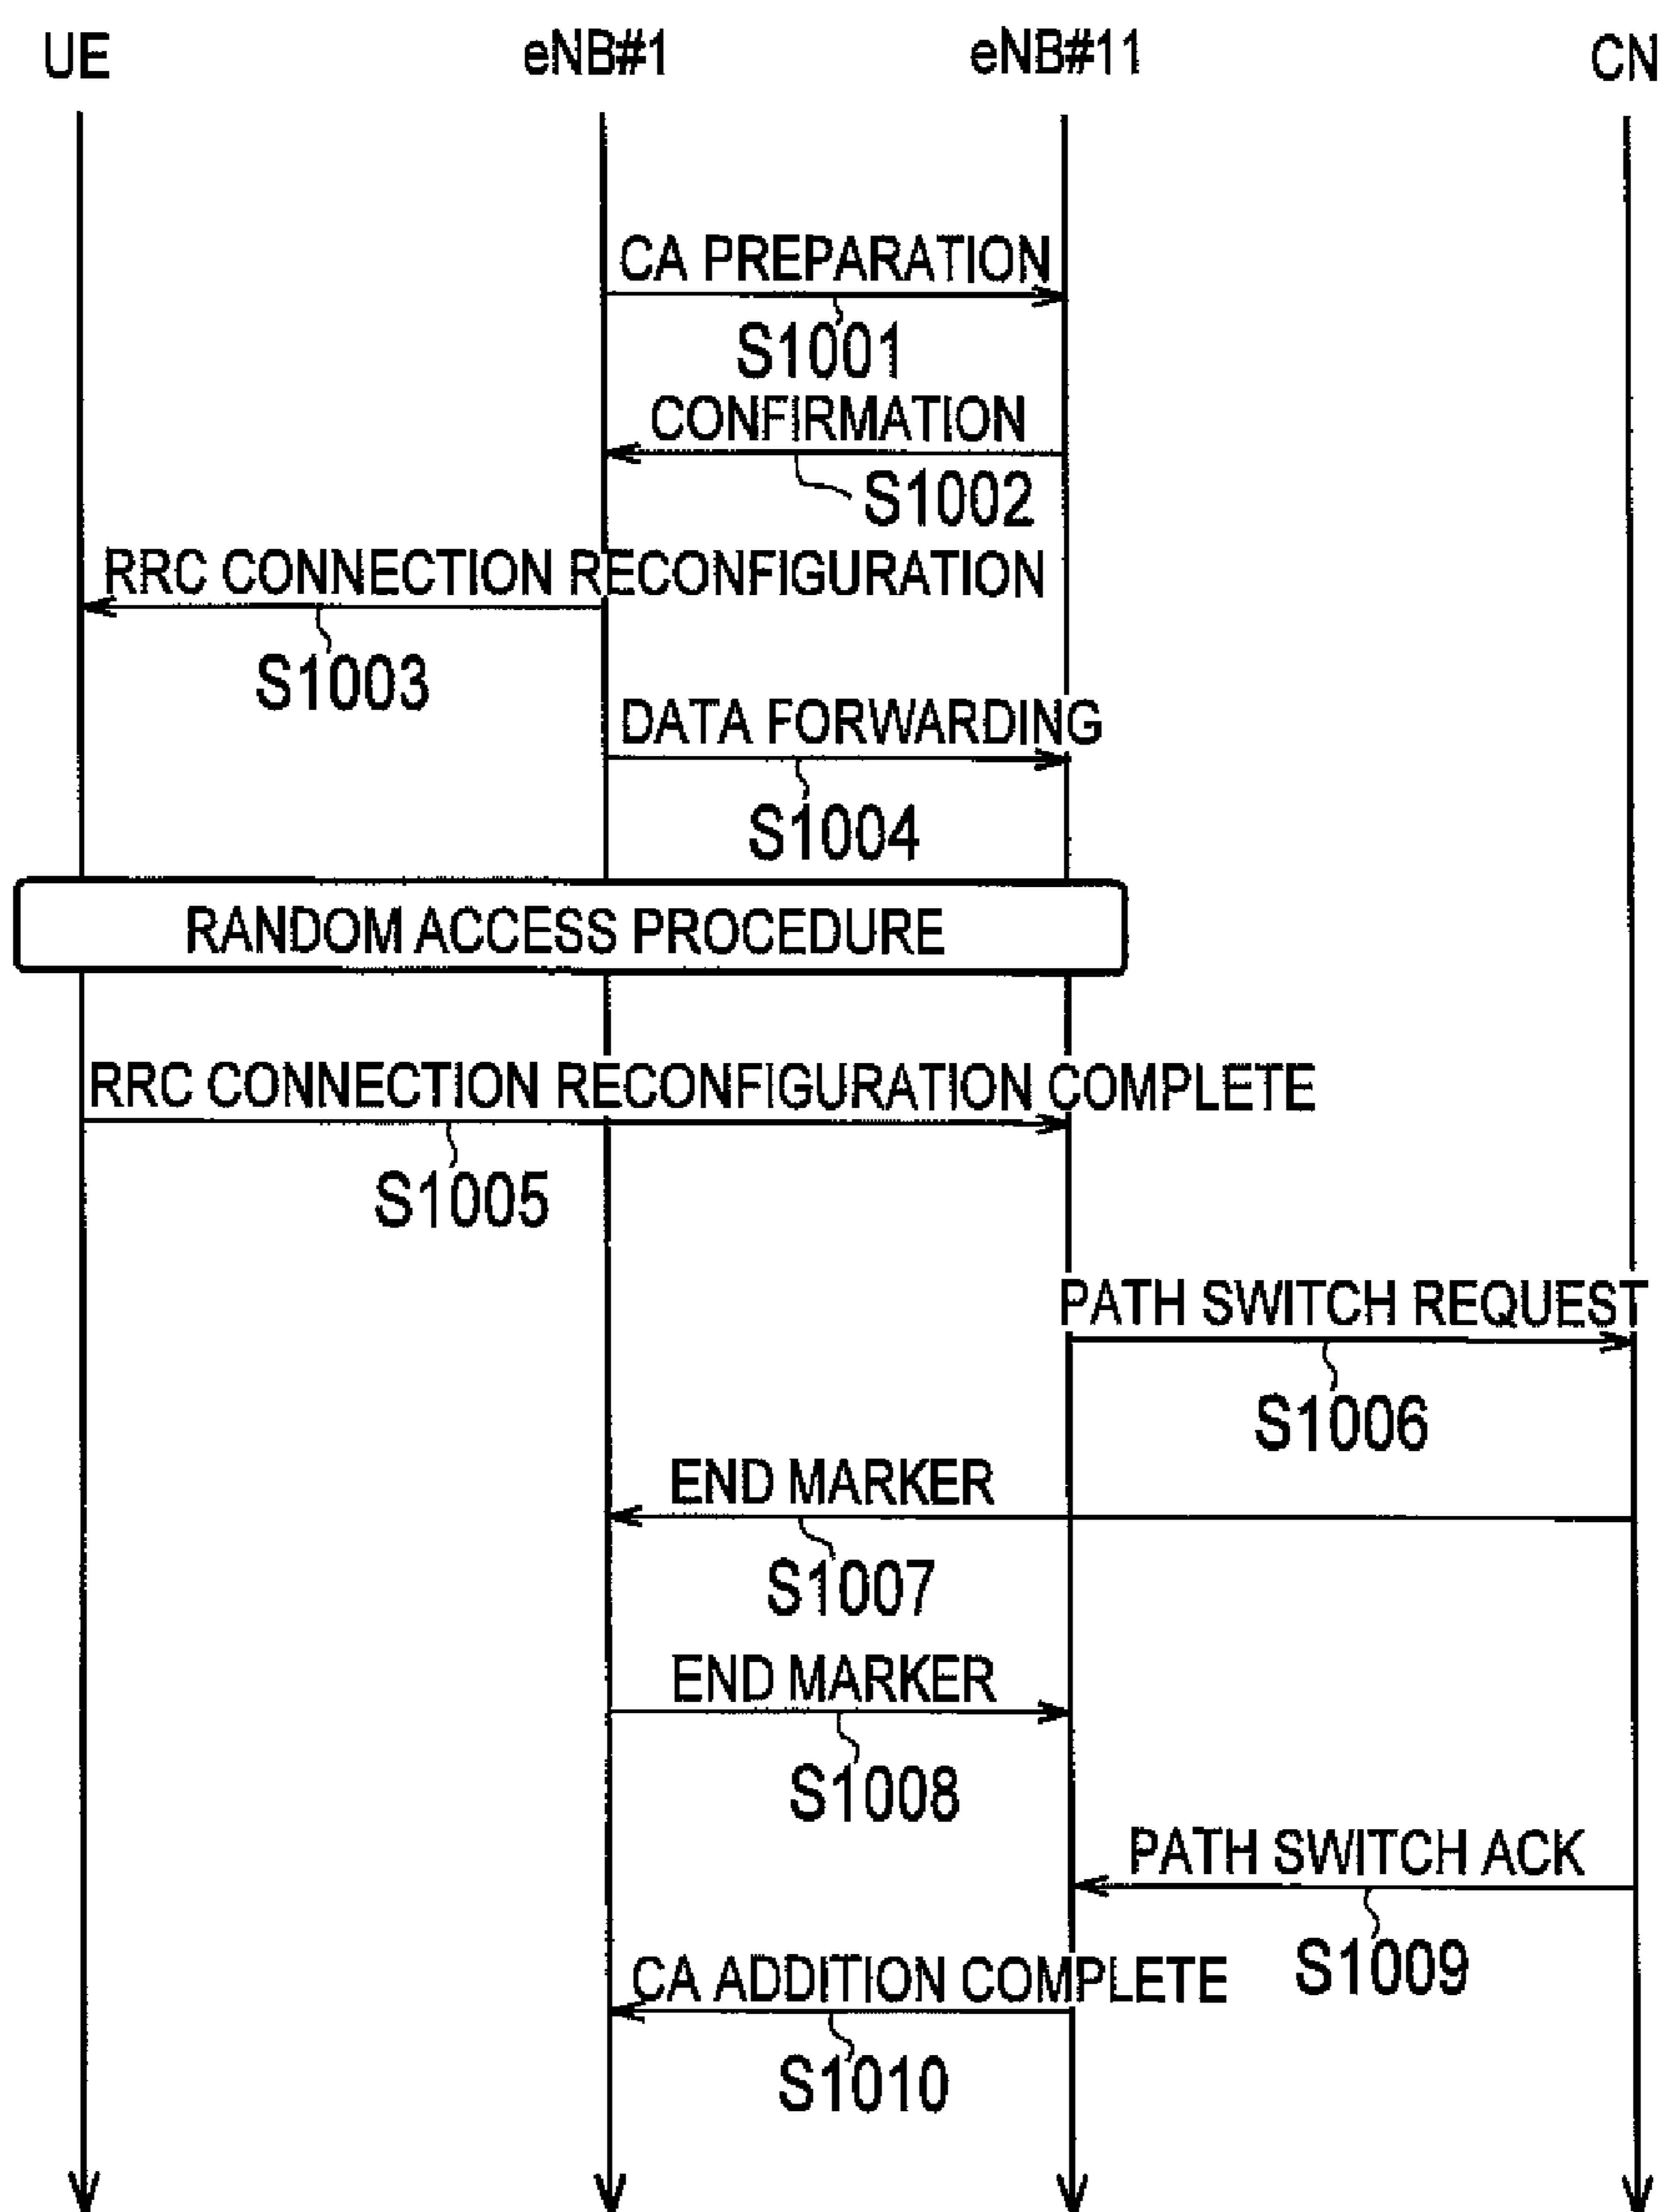 UE eNB#1 eNB#11 CN
CA PREPARATION
S1001
CONFIRMATION
S1002
RRC CONNECTION RECONFIGURATION
S1003
DATA FORWARDING
S1004
RANDOM ACCESS PROCEDURE
RRC CONNECTION RECONFIGURATION COMPLETE
S1005
PATH SWITCH REQUEST
S1006
END MARKER
S1007
END MARKER
S1008
PATH SWITCH ACK
S1009
CA ADDITION COMPLETE
S1010